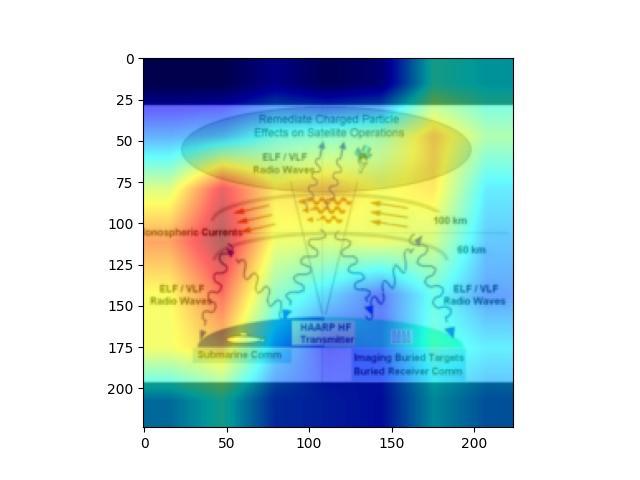 0
25
50
75
100
125
150
175
200
0
50
100
150
200
Remediate Charged Particle
Effects on Satellite Operations
ELF / VLF
Radio Waves
100 km
Ionospheric Currents
60 km
ELF / VLF
Radio Waves
ELF / VLF
Radio Waves
HAARP HF
Transmitter
Submarine Comm
Imaging Buried Targets
Buried Receiver Comm